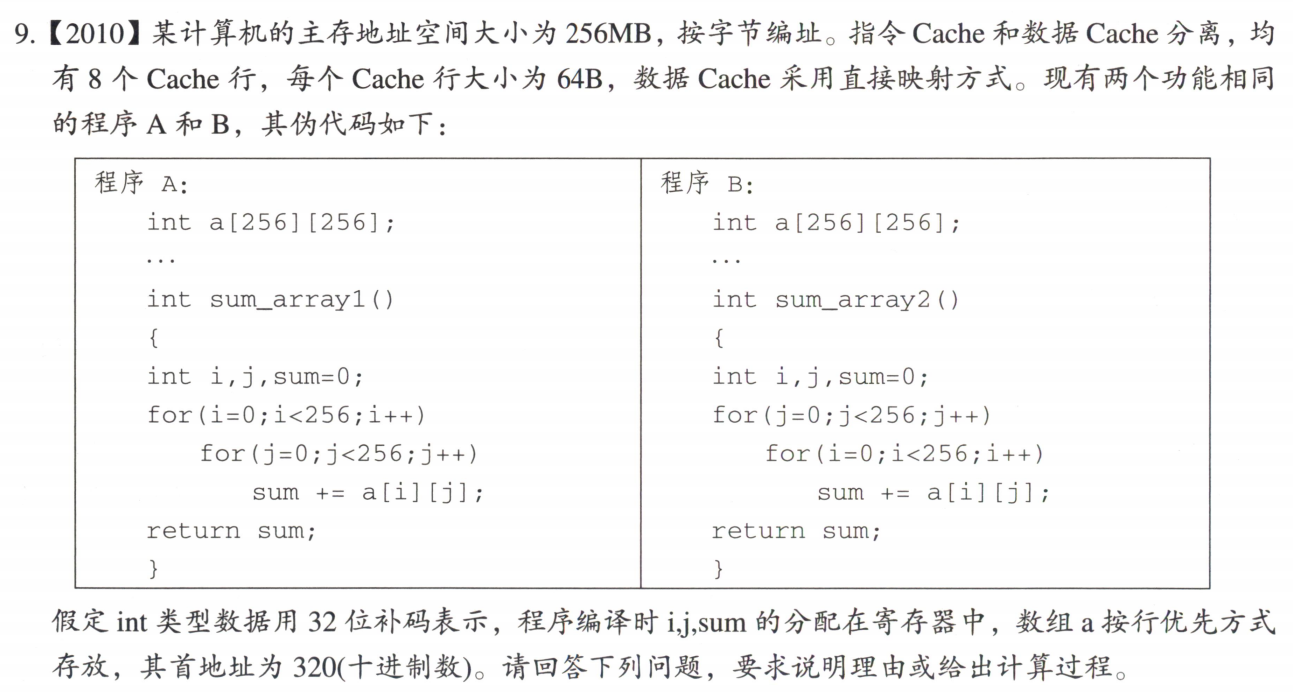 9.【2010】某计算机的主存地址空间大小为 256MB，按字节编址。指令 Cache 和数据 Cache 分离，均
有 8 个 Cache 行，每个 Cache 行大小为 64B，数据 Cache 采用直接映射方式。现有两个功能相同
的程序 A 和 B，其伪代码如下：
程序 A:
int a[256][256];
...
int sum_array1()
{
int i,j,sum=0;
for(i=0;i<256;i++)
for(j=0;j<256;j++)
sum += a[i][j];
return sum;
}
程序 B:
int a[256][256];
...
int sum_array2()
{
int i,j,sum=0;
for(j=0;j<256;j++)
for(i=0;i<256;i++)
sum += a[i][j];
return sum;
}
假定 int 类型数据用 32 位补码表示，程序编译时 i,j,sum 的分配在寄存器中，数组 a 按行优先方式
存放，其首地址为 320(十进制数)。请回答下列问题，要求说明理由或给出计算过程。